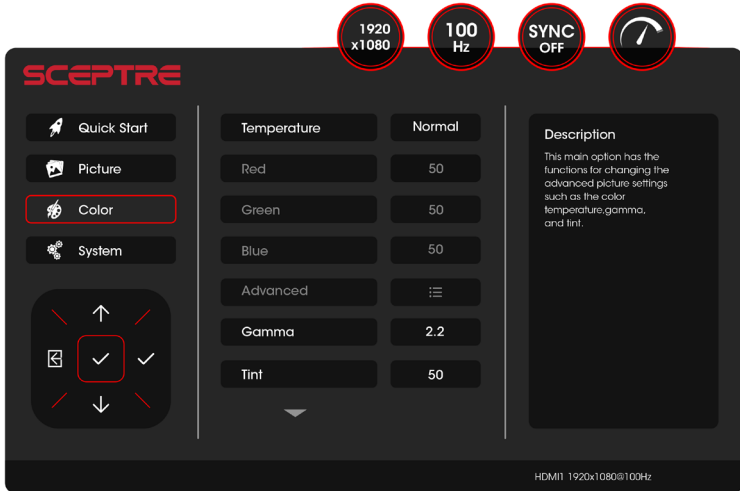 1920
x1080
100
Hz
SYNC
OFF
SCEPTRE
Quick Start
Picture
Color
System
Temperature Normal
Red 50
Green 50
Blue 50
Advanced
Gamma 2.2
Tint 50
Description
This main option has the
functions for changing the
advanced picture settings
such as the color
temperature,gamma,
and tint.
HDMI1 1920x1080@100Hz